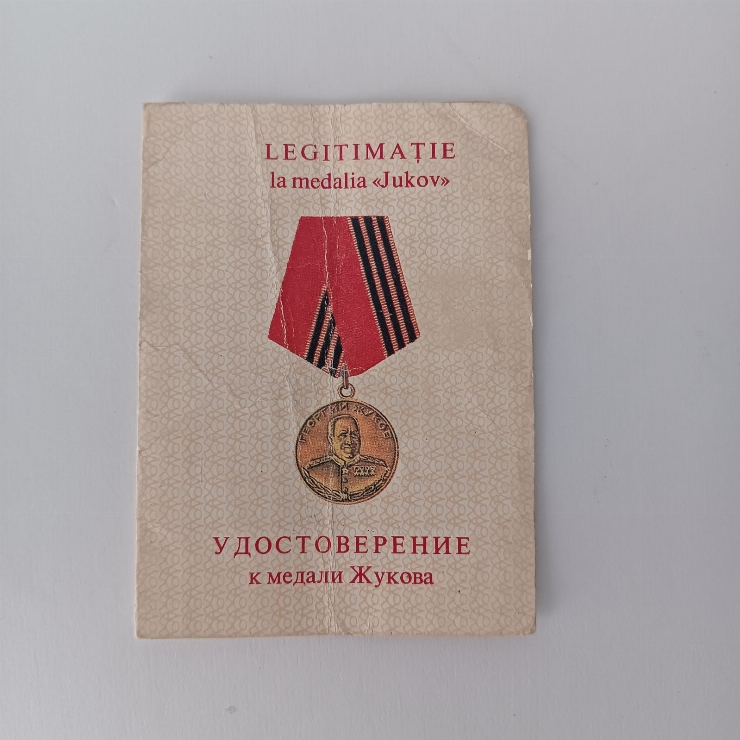 LEGITIMAȚIE
la medalia «Jukov»
ГЕОРГИЙ ЖУКОВ
УДОСТОВЕРЕНИЕ
к медали Жукова